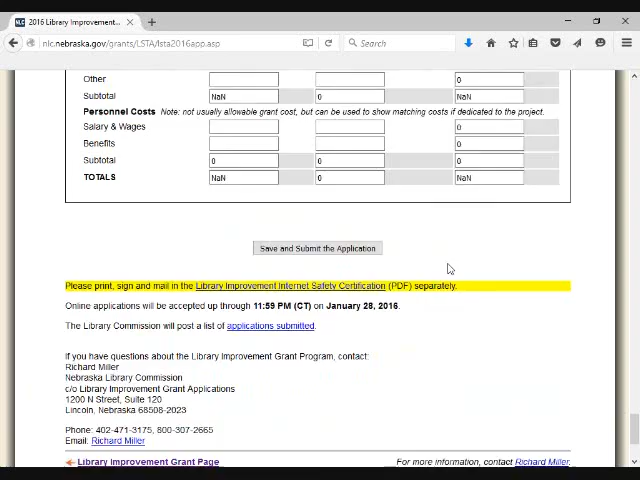 2016 Library Improvement... ×
nlc.nebraska.gov/grants/LSTA/lsta2016app.asp
Search
Other 0
Subtotal NaN 0 NaN
Personnel Costs Note: not usually allowable grant cost, but can be used to show matching costs if dedicated to the project.
Salary & Wages 0
Benefits 0
Subtotal 0 0 0
TOTALS NaN 0 NaN
Save and Submit the Application
Please print, sign and mail in the Library Improvement Internet Safety Certification (PDF) separately.
Online applications will be accepted up through 11:59 PM (CT) on January 28, 2016.
The Library Commission will post a list of applications submitted.
If you have questions about the Library Improvement Grant Program, contact:
Richard Miller
Nebraska Library Commission
c/o Library Improvement Grant Applications
1200 N Street, Suite 120
Lincoln, Nebraska 68508-2023
Phone: 402-471-3175, 800-307-2665
Email: Richard Miller
Library Improvement Grant Page For more information, contact Richard Miller.